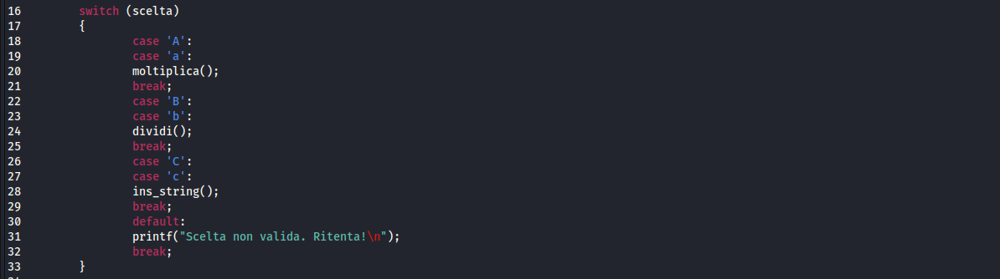 16 switch (scelta)
17 {
18 case 'A':
19 case 'a':
20 moltiplica();
21 break;
22 case 'B':
23 case 'b':
24 dividi();
25 break;
26 case 'C':
27 case 'c':
28 ins_string();
29 break;
30 default:
31 printf("Scelta non valida. Ritenta!\n");
32 break;
33 }